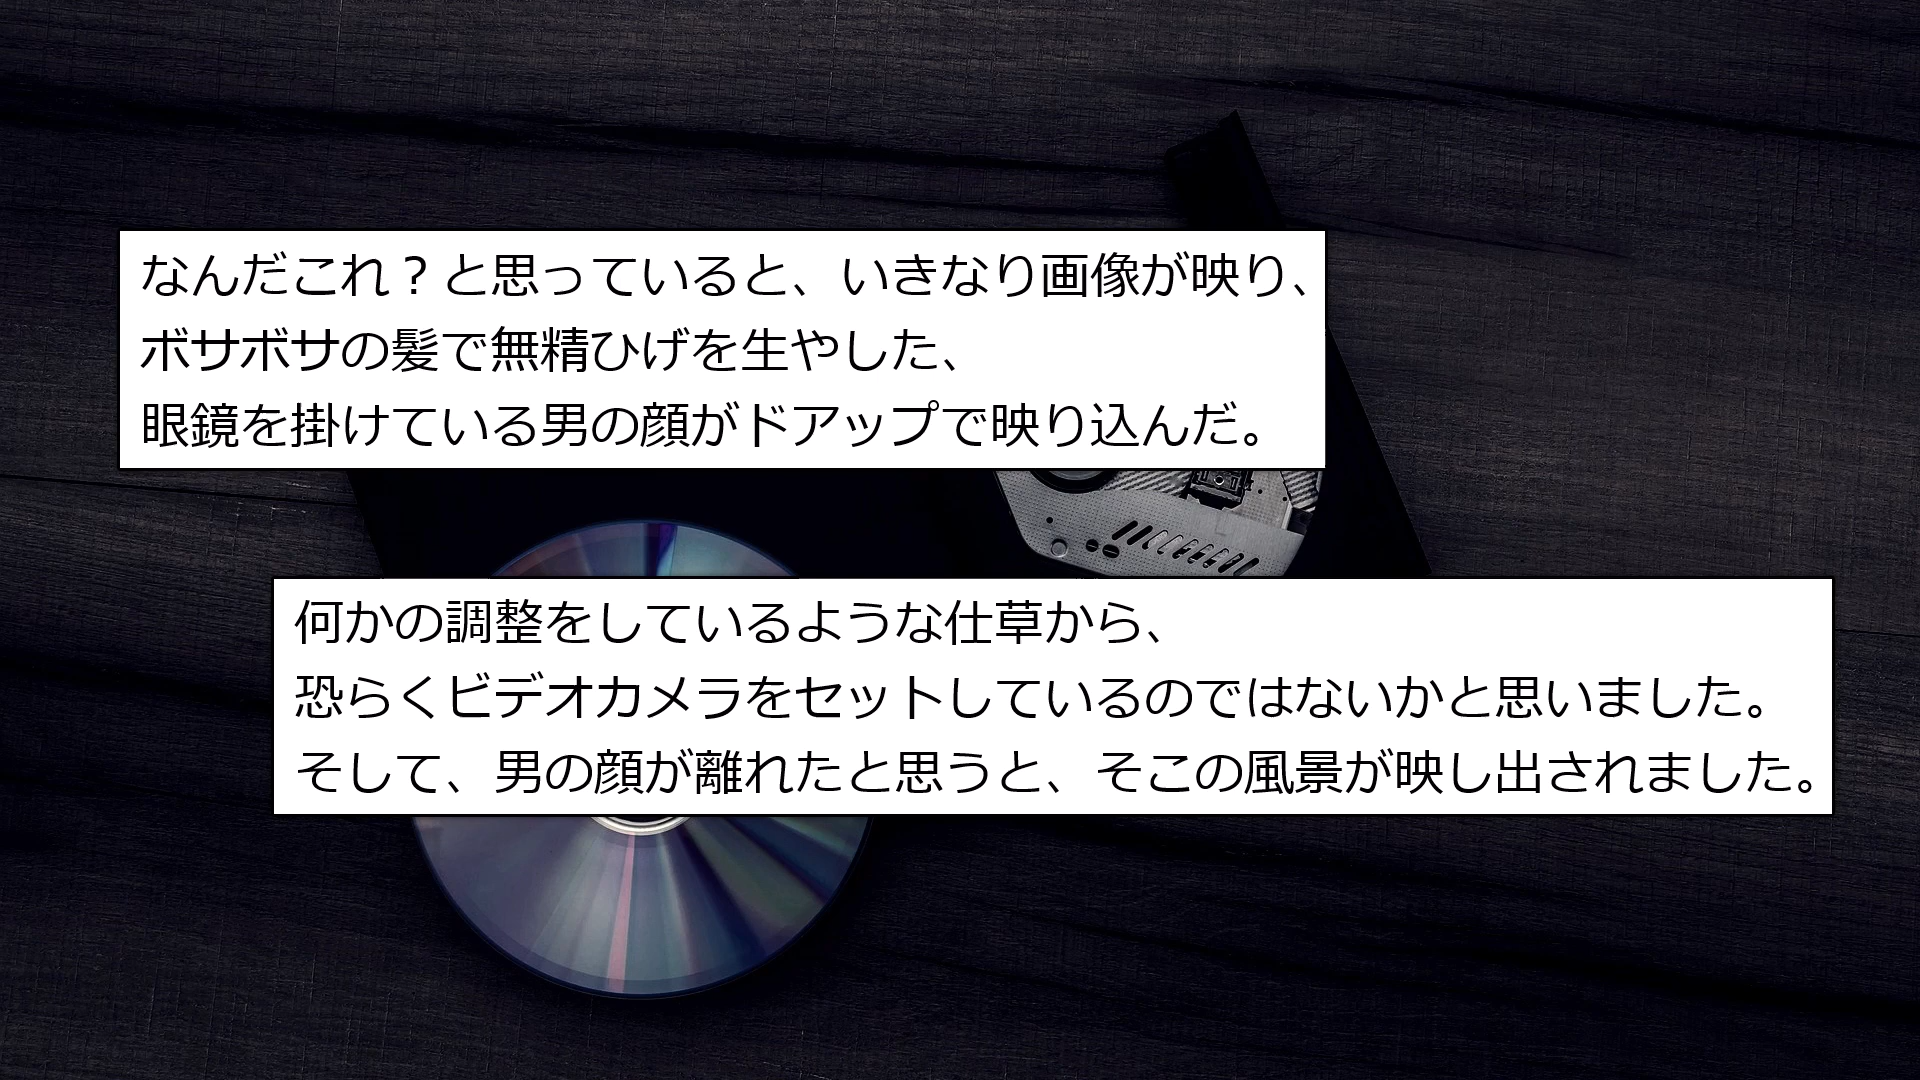 なんだこれ？と思っていると、いきなり画像が映り、
ボサボサの髪で無精ひげを生やした、
眼鏡を掛けている男の顔がドアップで映り込んだ。
何かの調整をしているような仕草から、
恐らくビデオカメラをセットしているのではないかと思いました。
そして、男の顔が離れたと思うと、そこの風景が映し出されました。